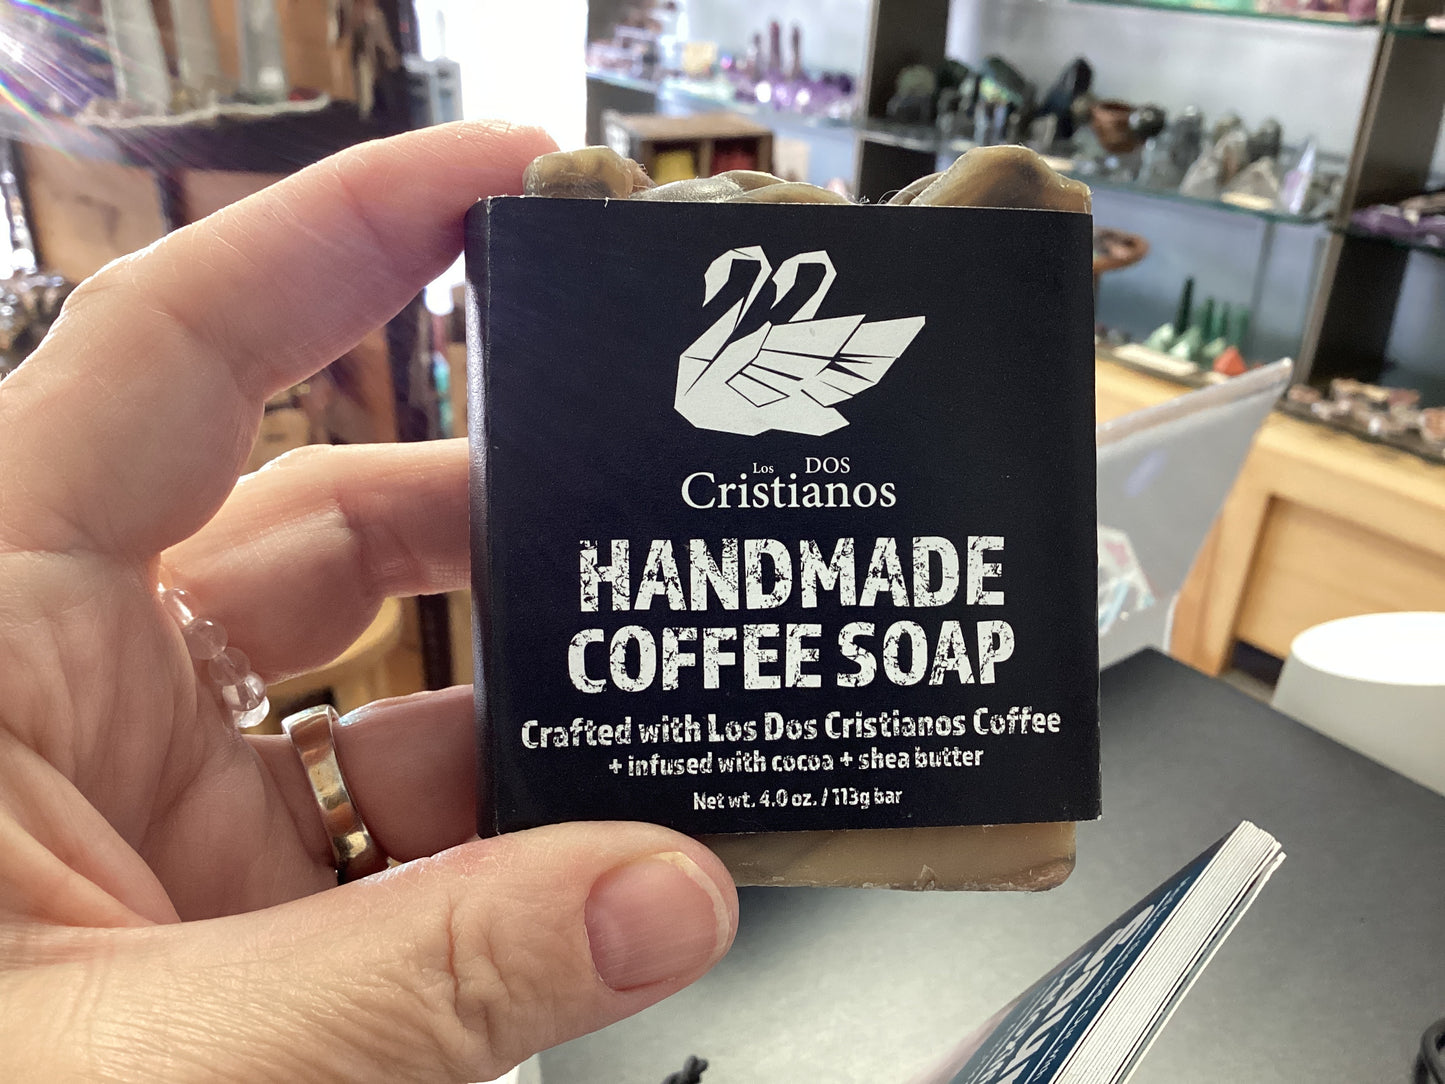 Los DOS
Cristianos
HANDMADE
COFFEE SOAP
Crafted with Los Dos Cristianos Coffee
+ infused with cocoa + shea butter
Net wt. 4.0 oz. / 113g bar